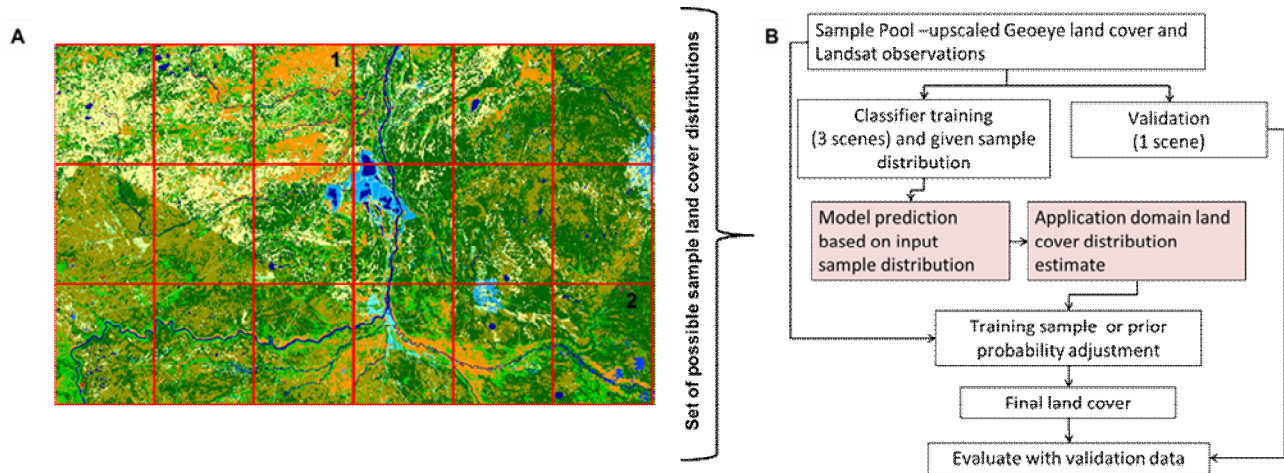 A
1
2
Set of possible sample land cover distributions
B
Sample Pool –upscaled Geoeye land cover and
Landsat observations
Classifier training
(3 scenes) and given sample
distribution
Validation
(1 scene)
Model prediction
based on input
sample distribution
Application domain land
cover distribution
estimate
Training sample or prior
probability adjustment
Final land cover
Evaluate with validation data